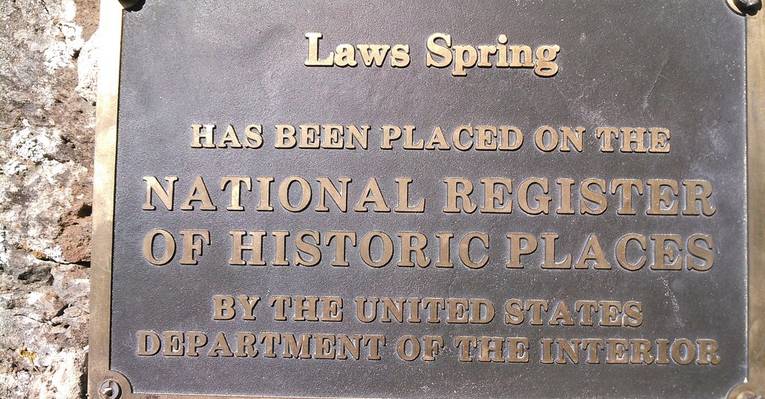 Laws Spring
HAS BEEN PLACED ON THE
NATIONAL REGISTER
OF HISTORIC PLACES
BY THE UNITED STATES
DEPARTMENT OF THE INTERIOR